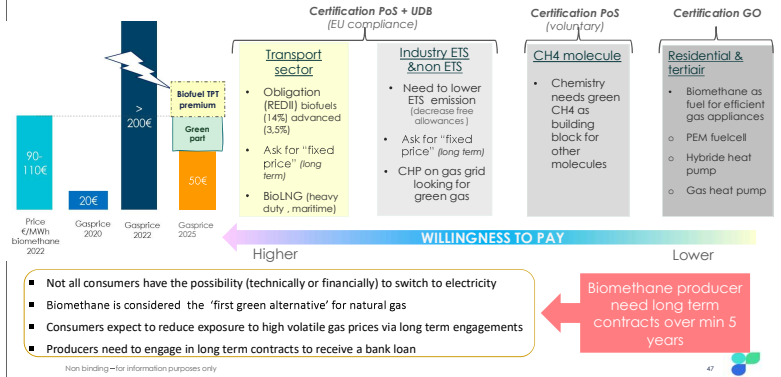 Certification PoS + UDB
(EU compliance)
Certification PoS
(voluntary)
Certification GO
Biofuel TPT
premium
Green
part
>
200€
90-
110€
20€
50€
Price
€/MWh
biomethane
2022
Gasprice
2020
Gasprice
2022
Gasprice
2025
Transport
sector
• Obligation
(REDII) biofuels
(14%) advanced
(3,5%)
• Ask for “fixed
price” (long
term)
• BioLNG (heavy
duty , maritime)
Industry ETS
&non ETS
• Need to lower
ETS emission
(decrease free
allowances )
• Ask for “fixed
price” (long term)
• CHP on gas grid
looking for
green gas
CH4 molecule
• Chemistry
needs green
CH4 as
building
block for
other
molecules
Residential &
tertiair
• Biomethane as
fuel for efficient
gas appliances
o PEM fuelcell
o Hybride heat
pump
o Gas heat pump
WILLINGNESS TO PAY
Higher
Lower
▪ Not all consumers have the possibility (technically or financially) to switch to electricity
▪ Biomethane is considered the ‘first green alternative’ for natural gas
▪ Consumers expect to reduce exposure to high volatile gas prices via long term engagements
▪ Producers need to engage in long term contracts to receive a bank loan
Biomethane producer
need long term
contracts over min 5
years
Non binding – for information purposes only
47